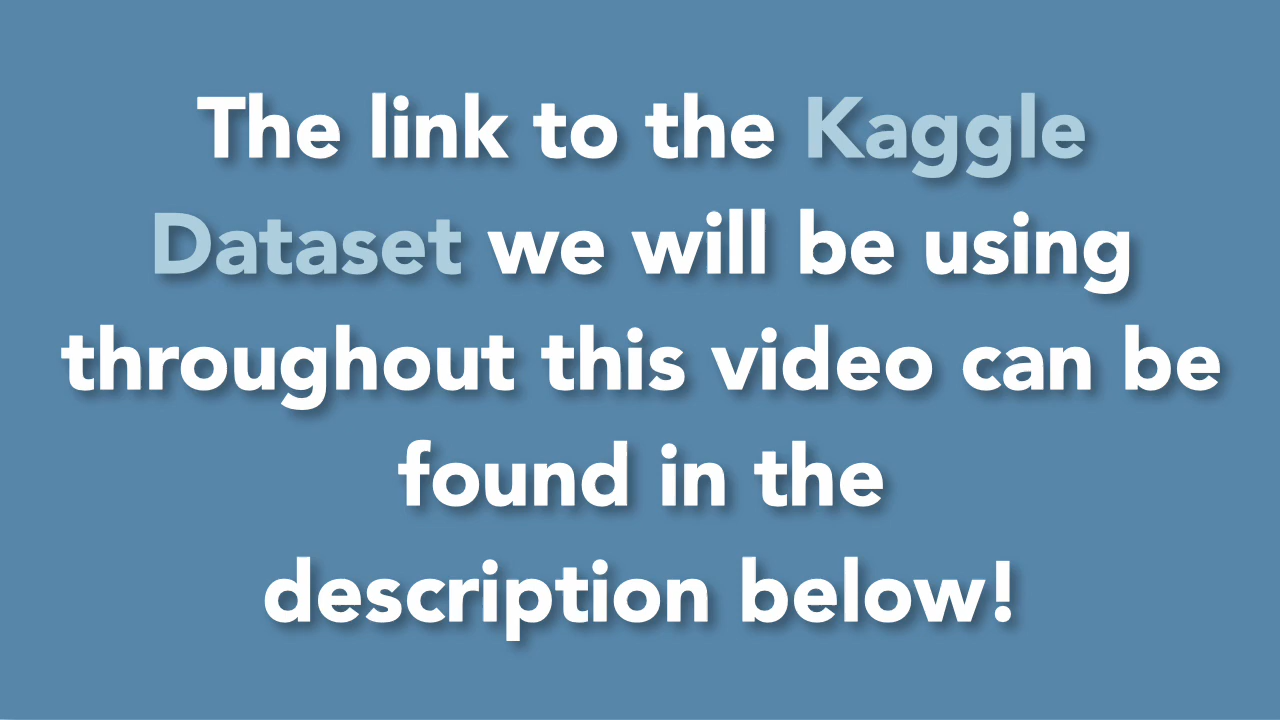 The link to the Kaggle
Dataset we will be using
throughout this video can be
found in the
description below!